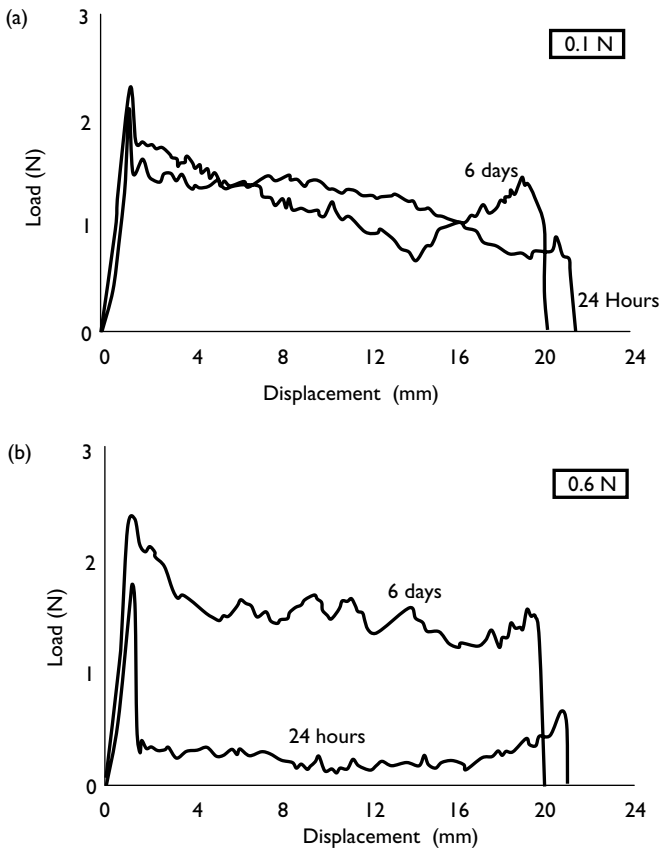 (a)
3
0.1 N
2
6 days
Load (N)
1
24 Hours
0
0 4 8 12 16 20 24
Displacement (mm)
(b)
3
0.6 N
2
6 days
Load (N)
1
24 hours
0
0 4 8 12 16 20 24
Displacement (mm)